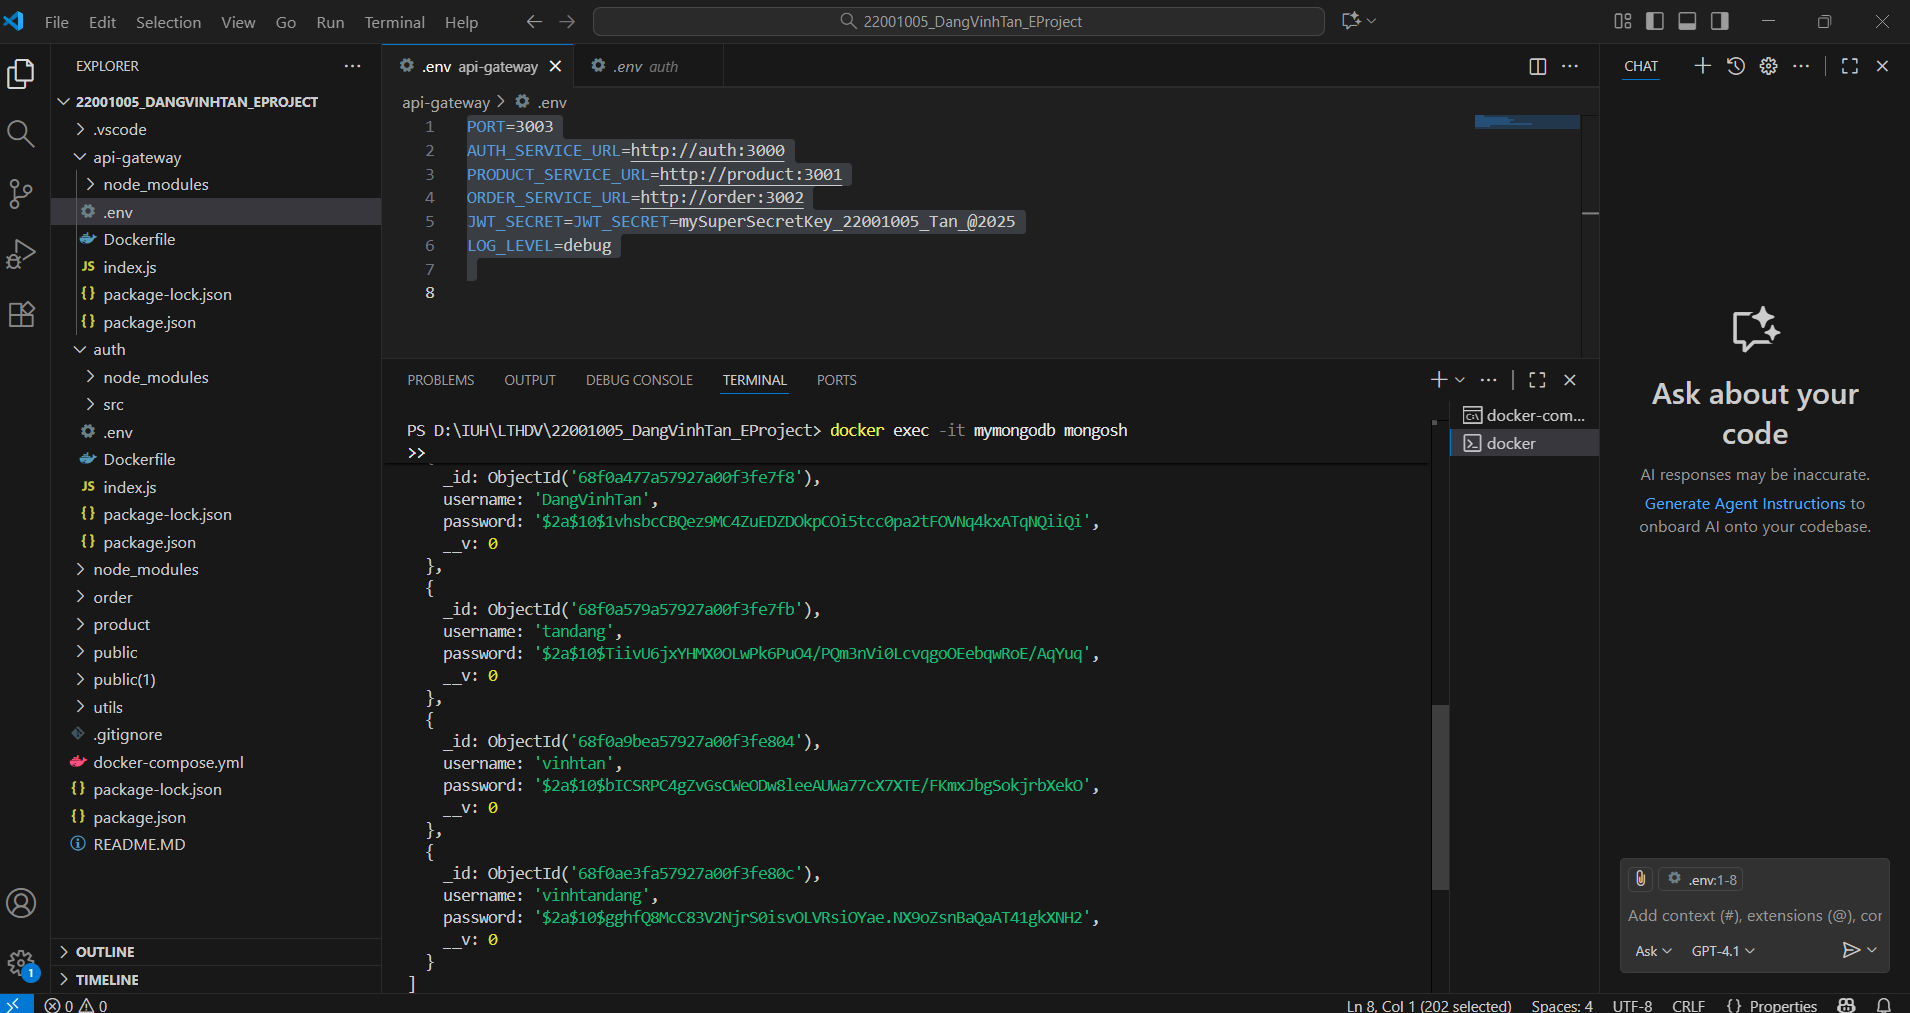 File Edit Selection View Go Run Terminal Help
22001005_DangVinhTan_EProject
EXPLORER
22001005_DANGVINHTAN_EPROJECT
.vscode
api-gateway
node_modules
.env
Dockerfile
JS index.js
{} package-lock.json
{} package.json
auth
node_modules
src
.env
Dockerfile
JS index.js
{} package-lock.json
{} package.json
node_modules
order
product
public
public(1)
utils
.gitignore
docker-compose.yml
{} package-lock.json
{} package.json
README.MD
OUTLINE
TIMELINE
.env api-gateway
.env auth
api-gateway > .env
1 PORT=3003
2 AUTH_SERVICE_URL=http://auth:3000
3 PRODUCT_SERVICE_URL=http://product:3001
4 ORDER_SERVICE_URL=http://order:3002
5 JWT_SECRET=JWT_SECRET=mySuperSecretKey_22001005_Tan_@2025
6 LOG_LEVEL=debug
7
8
PROBLEMS OUTPUT DEBUG CONSOLE TERMINAL PORTS
PS D:\IUH\LTHDV\22001005_DangVinhTan_EProject> docker exec -it mymongodb mongosh
>>
_id: ObjectId('68f0a477a57927a00f3fe7f8'),
username: 'DangVinhTan',
password: '$2a$10$1vhsbcCBQez9MC4ZuEDZDOkpCOi5tcc0pa2tFOVNq4kxATqNQiiQi',
__v: 0
},
{
_id: ObjectId('68f0a579a57927a00f3fe7fb'),
username: 'tandang',
password: '$2a$10$TiivU6jxYHMX0OLwPk6PuO4/PQm3nVi0LcvqgoOEebqwRoE/AqYuq',
__v: 0
},
{
_id: ObjectId('68f0a9bea57927a00f3fe804'),
username: 'vinhtan',
password: '$2a$10$bICSRPC4gZvGsCWeODw8leeAUWa77cX7XTE/FKmxJbgSokjrbXekO',
__v: 0
},
{
_id: ObjectId('68f0ae3fa57927a00f3fe80c'),
username: 'vinhtandang',
password: '$2a$10$gghfQ8McC83V2NjrS0isvOLVRsiOYae.NX9oZsnBaQaAT41gkXNH2',
__v: 0
}
]
docker-com...
docker
CHAT
Ask about your
code
AI responses may be inaccurate.
Generate Agent Instructions to
onboard AI onto your codebase.
.env:1-8
Add context (#), extensions (@), cor
Ask GPT-4.1
1
0 0
Ln 8, Col 1 (202 selected) Spaces: 4 UTF-8 CRLF {} Properties